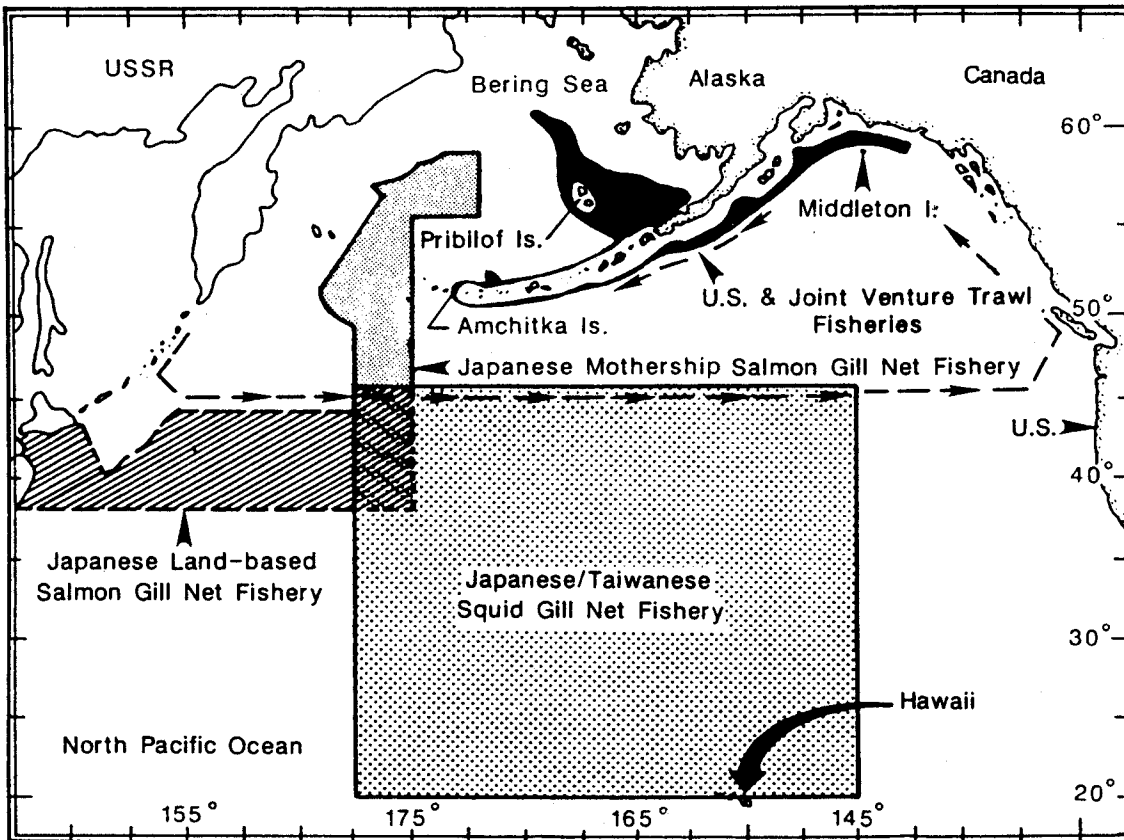 USSR
Bering Sea
Alaska
Canada
60°
Pribilof Is.
Middleton I.
U.S. & Joint Venture Trawl
Fisheries
50°
Amchitka Is.
Japanese Mothership Salmon Gill Net Fishery
U.S.
40°
Japanese Land-based
Salmon Gill Net Fishery
Japanese/Taiwanese
Squid Gill Net Fishery
30°
Hawaii
North Pacific Ocean
20°
155° 175° 165° 145°